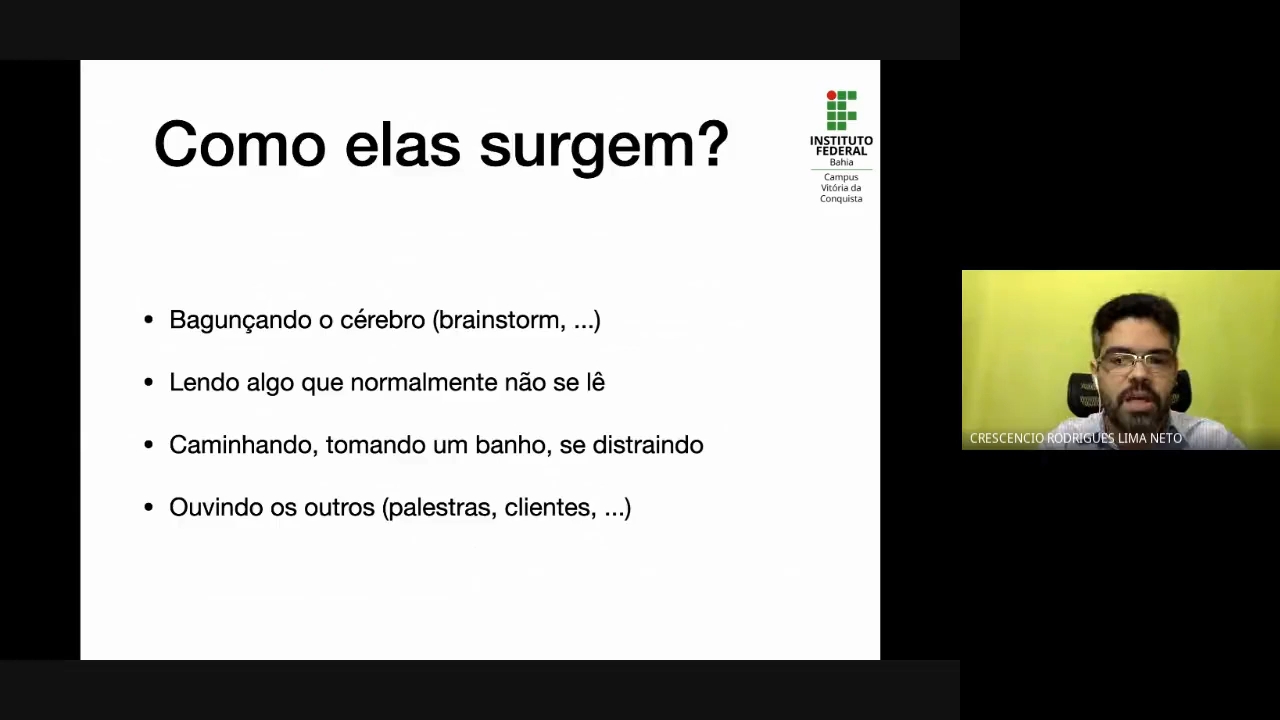 Como elas surgem?
INSTITUTO
FEDERAL
Bahia
Campus
Vitória da
Conquista
• Bagunçando o cérebro (brainstorm, ...)
• Lendo algo que normalmente não se lê
• Caminhando, tomando um banho, se distraindo
• Ouvindo os outros (palestras, clientes, ...)
CRESCENCIO RODRIGUES LIMA NETO